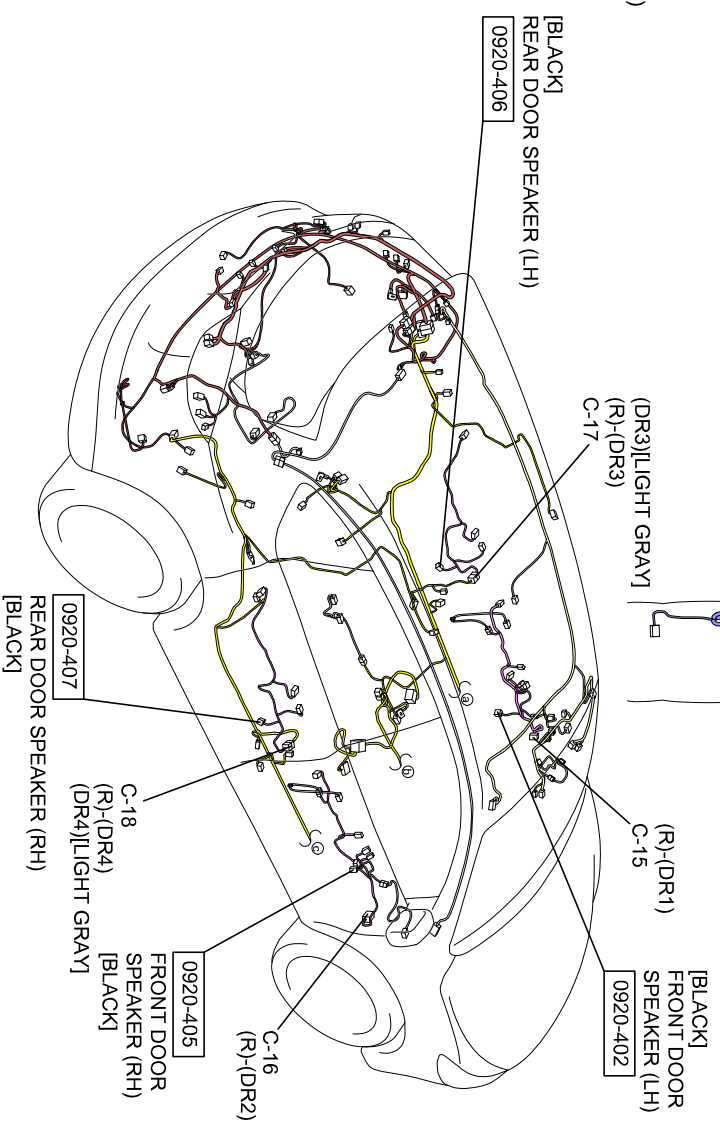 )
[BLACK]
REAR DOOR SPEAKER (LH)
0920-406
(DR3)[LIGHT GRAY]
(R)-(DR3)
C-17
(R)-(DR1)
C-15
[BLACK]
FRONT DOOR
SPEAKER (LH)
0920-402
a
b
c
0920-407
REAR DOOR SPEAKER (RH)
[BLACK]
C-18
(R)-(DR4)
(DR4)[LIGHT GRAY]
0920-405
FRONT DOOR
SPEAKER (RH)
[BLACK]
C-16
(R)-(DR2)